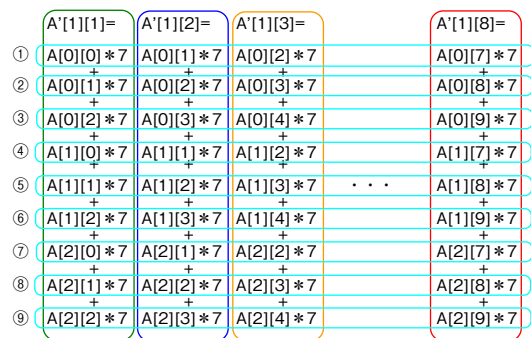 A'[1][1]= A'[1][2]= A'[1][3]= A'[1][8]=
① A[0][0]*7 A[0][1]*7 A[0][2]*7 A[0][7]*7
+ + + +
② A[0][1]*7 A[0][2]*7 A[0][3]*7 A[0][8]*7
+ + + +
③ A[0][2]*7 A[0][3]*7 A[0][4]*7 A[0][9]*7
+ + + +
④ A[1][0]*7 A[1][1]*7 A[1][2]*7 A[1][7]*7
+ + + +
⑤ A[1][1]*7 A[1][2]*7 A[1][3]*7 ・・・ A[1][8]*7
+ + + +
⑥ A[1][2]*7 A[1][3]*7 A[1][4]*7 A[1][9]*7
+ + + +
⑦ A[2][0]*7 A[2][1]*7 A[2][2]*7 A[2][7]*7
+ + + +
⑧ A[2][1]*7 A[2][2]*7 A[2][3]*7 A[2][8]*7
+ + + +
⑨ A[2][2]*7 A[2][3]*7 A[2][4]*7 A[2][9]*7